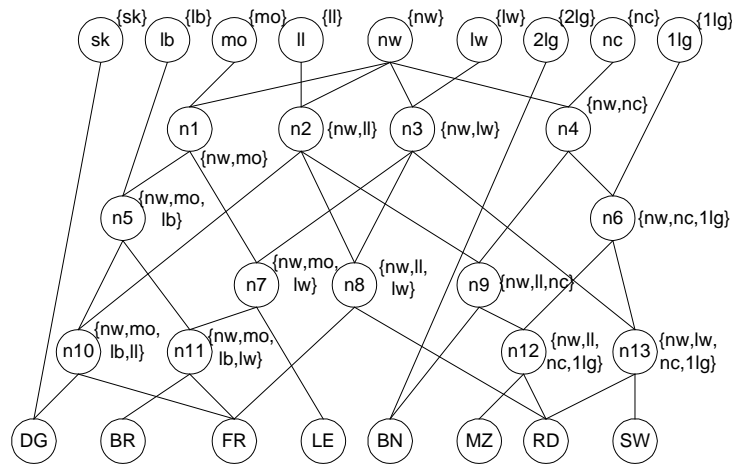 sk {sk} lb {lb} mo {mo} ll {ll} nw {nw} lw {lw} 2lg {2lg} nc {nc} 1lg {1lg}
n1 {nw,mo} n2 {nw,ll} n3 {nw,lw} n4 {nw,nc}
n5 {nw,mo,
lb}
n6 {nw,nc,1lg}
n7 {nw,mo,
lw}
n8 {nw,ll,
lw}
n9 {nw,ll,nc}
n10 {nw,mo,
lb,ll}
n11 {nw,mo,
lb,lw}
n12 {nw,ll,
nc,1lg}
n13 {nw,lw,
nc,1lg}
DG BR FR LE BN MZ RD SW